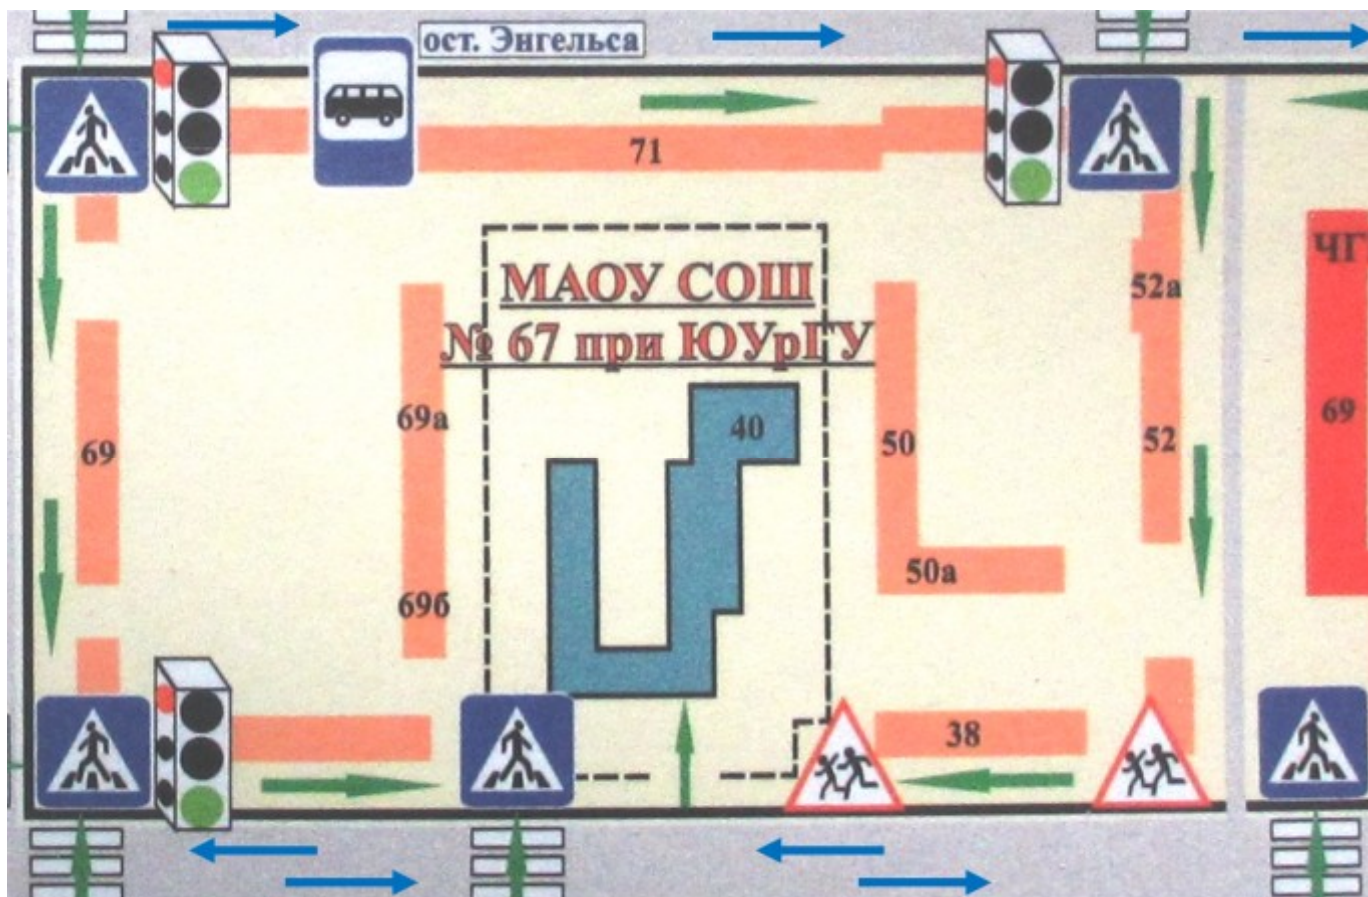 ост. Энгельса
71
МАОУ СОШ
№ 67 при ЮУрГУ
52а
ЧГ
69
69а
40
50
52
69
69б
50а
38